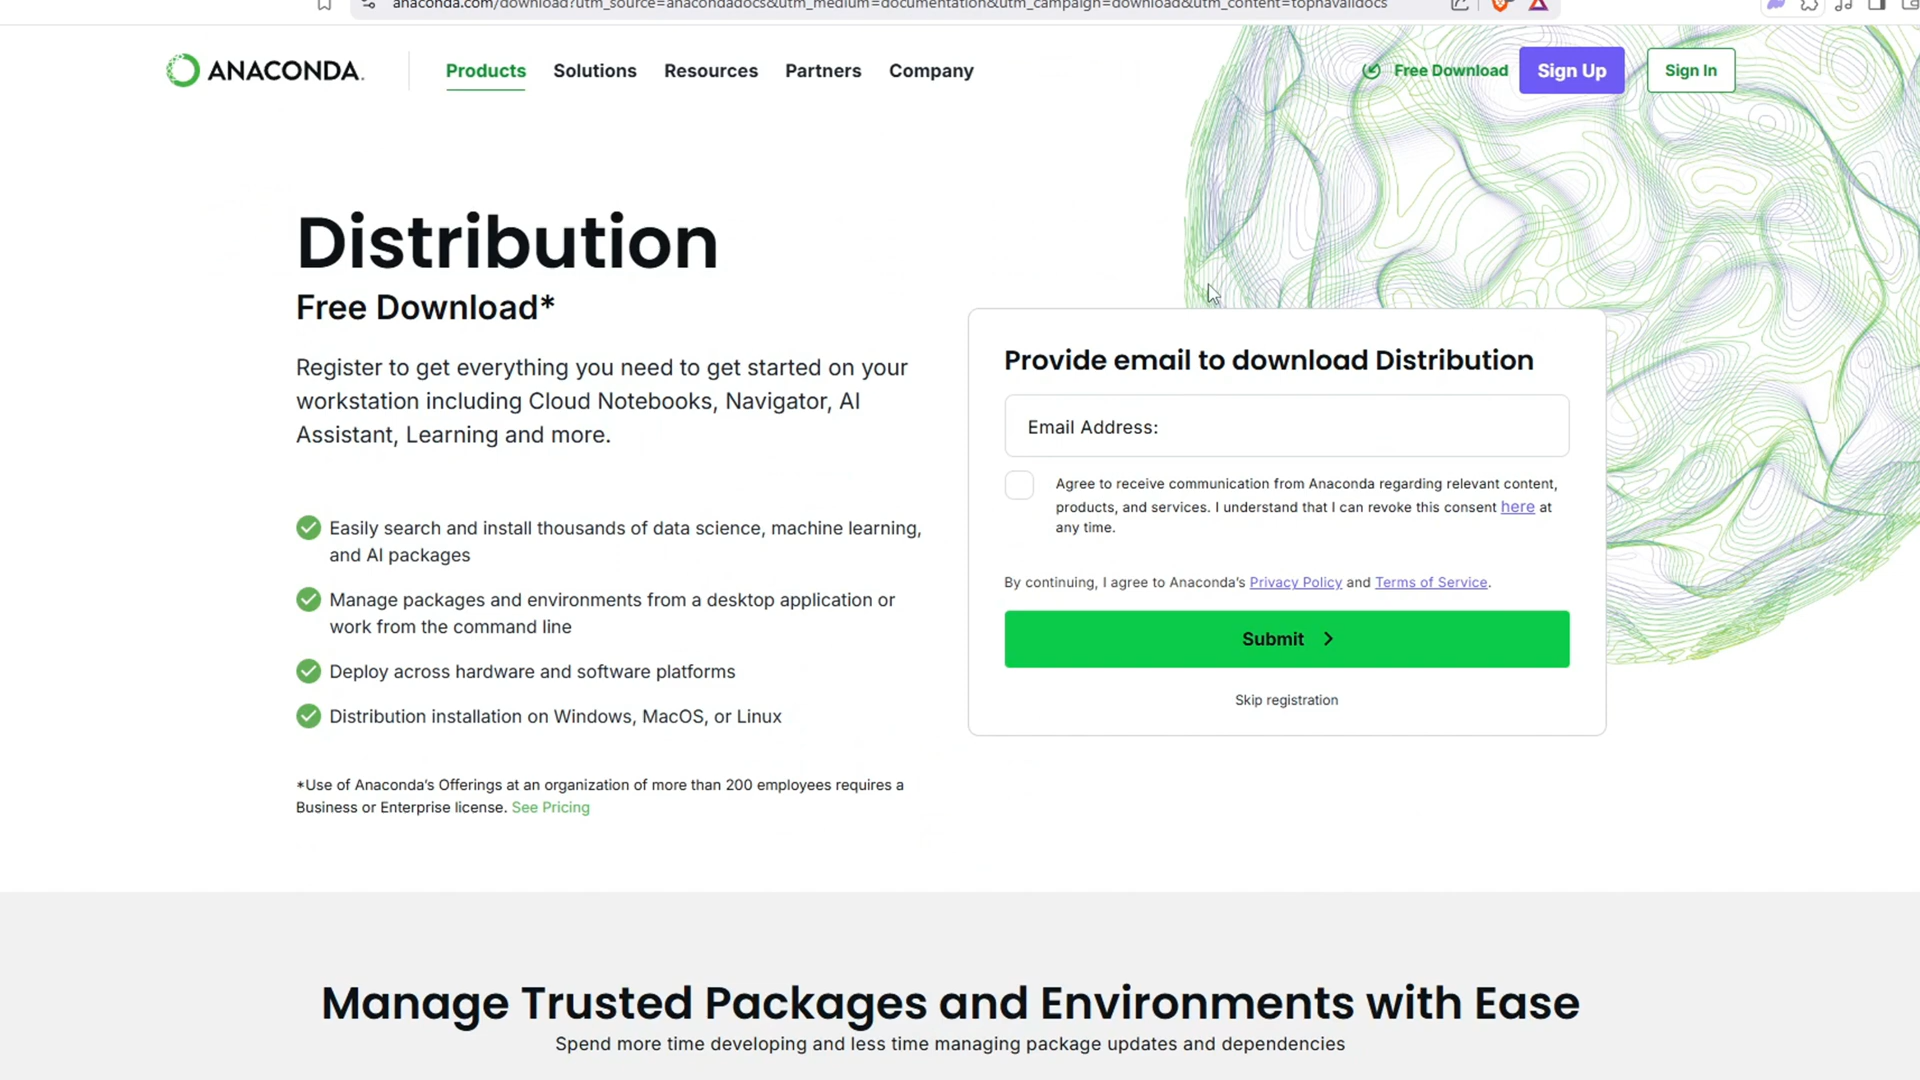 anaconda.com/download?utm_source=anacondadocs&utm_medium=documentation&utm_campaign=download&utm_content=topnavalldocs
ANACONDA.
Products
Solutions
Resources
Partners
Company
Free Download
Sign Up
Sign In
Distribution
Free Download*
Register to get everything you need to get started on your
workstation including Cloud Notebooks, Navigator, AI
Assistant, Learning and more.
Easily search and install thousands of data science, machine learning,
and AI packages
Manage packages and environments from a desktop application or
work from the command line
Deploy across hardware and software platforms
Distribution installation on Windows, MacOS, or Linux
*Use of Anaconda's Offerings at an organization of more than 200 employees requires a
Business or Enterprise license. See Pricing
Provide email to download Distribution
Email Address:
Agree to receive communication from Anaconda regarding relevant content,
products, and services. I understand that I can revoke this consent here at
any time.
By continuing, I agree to Anaconda's Privacy Policy and Terms of Service.
Submit
Skip registration
Manage Trusted Packages and Environments with Ease
Spend more time developing and less time managing package updates and dependencies